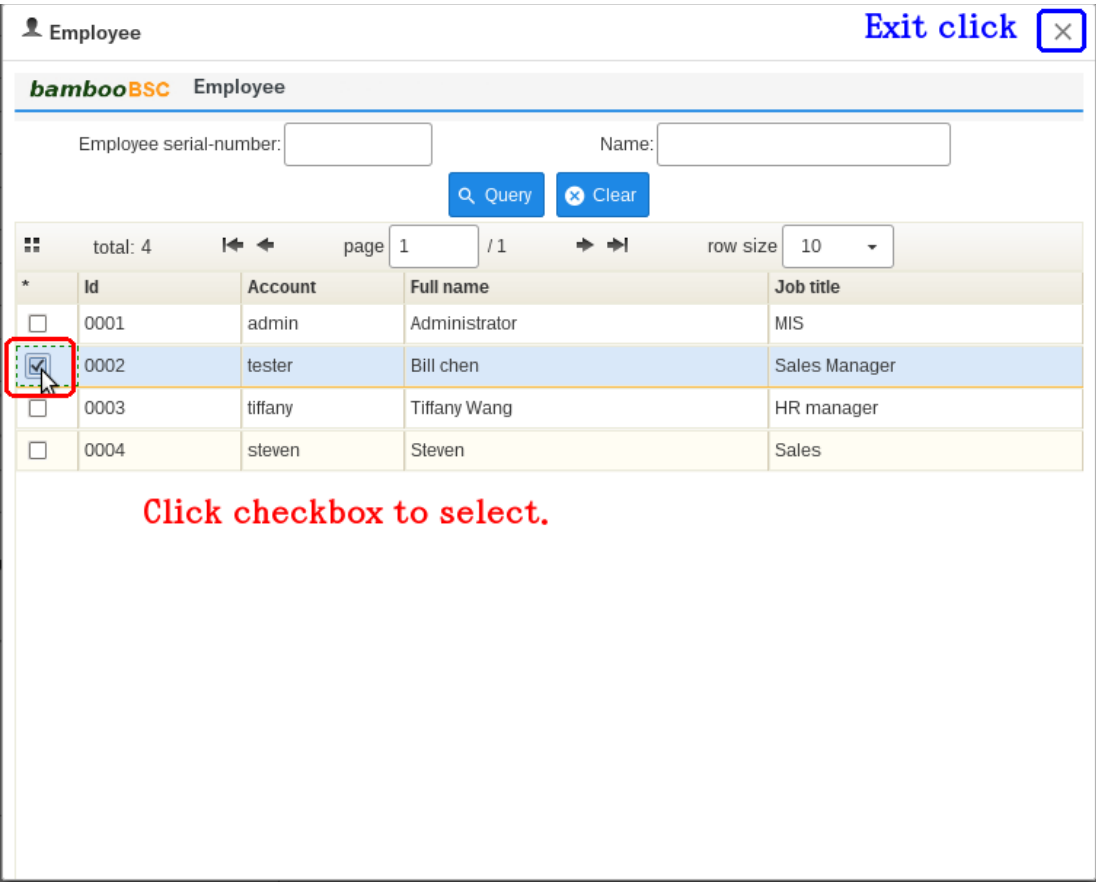 Employee Exit click
bambooBSC Employee
Employee serial-number: Name:
Query Clear
total: 4 page 1 / 1 row size 10
* Id Account Full name Job title
0001 admin Administrator MIS
0002 tester Bill chen Sales Manager
0003 tiffany Tiffany Wang HR manager
0004 steven Steven Sales
Click checkbox to select.